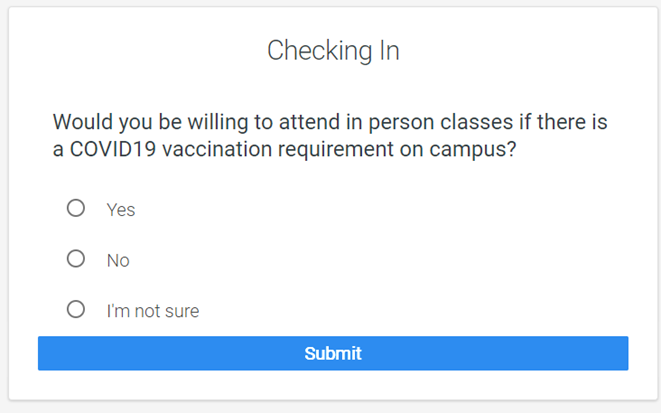 Checking In
Would you be willing to attend in person classes if there is
a COVID19 vaccination requirement on campus?
Yes
No
I'm not sure
Submit